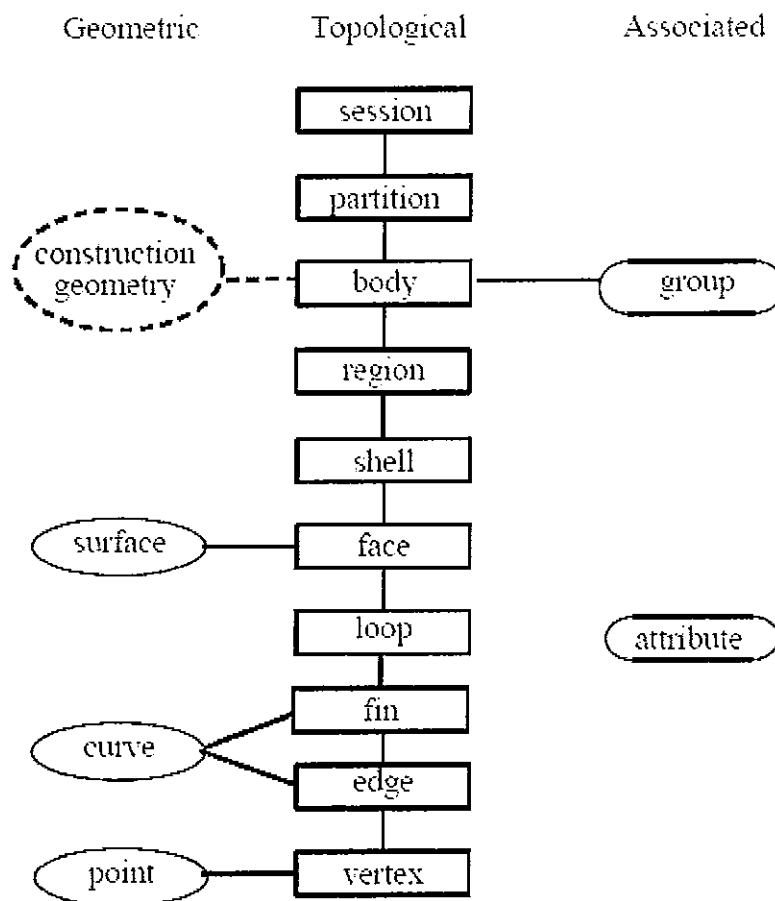 Geometric Topological Associated
session
partition
construction
geometry
body
group
region
shell
surface
face
loop
attribute
fin
curve
edge
point
vertex